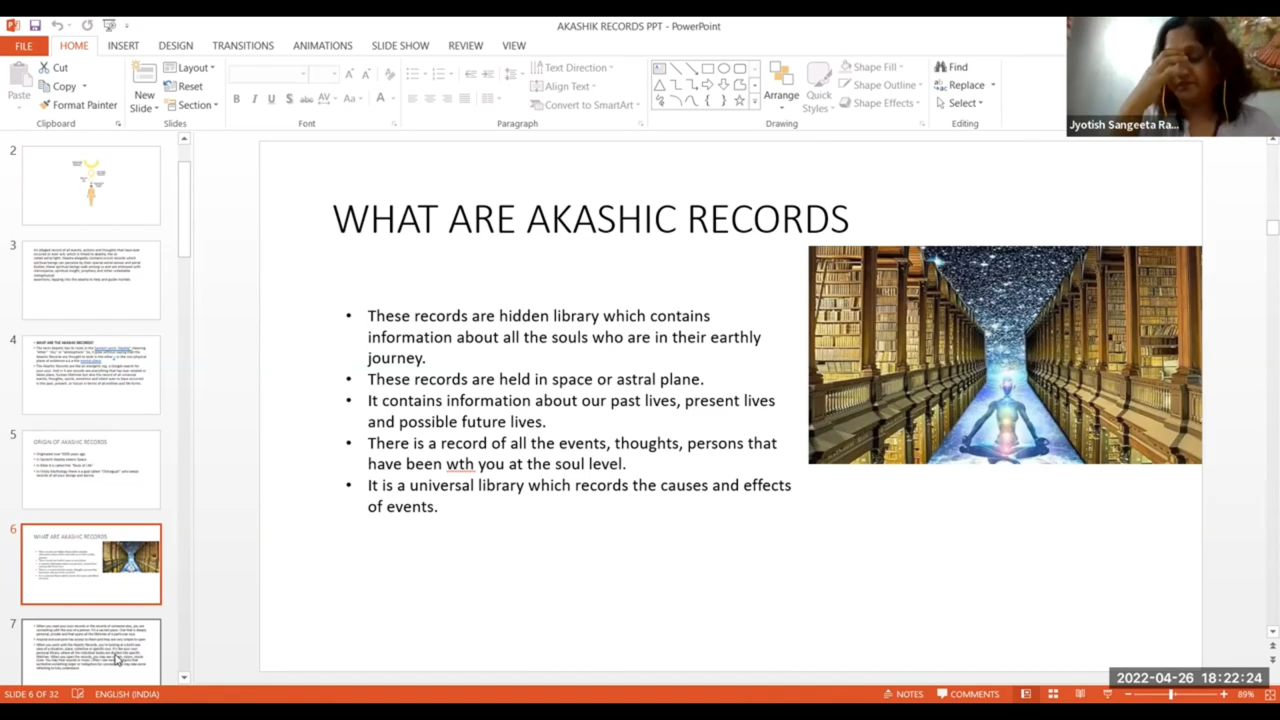 AKASHIK RECORDS PPT - PowerPoint
FILE HOME INSERT DESIGN TRANSITIONS ANIMATIONS SLIDE SHOW REVIEW VIEW
Paste
Cut
Copy
Format Painter
Clipboard
New
Slide
Layout
Reset
Section
Slides
B I U S abc AV Aa A
Font
Text Direction
Align Text
Convert to SmartArt
Paragraph
Arrange
Quick
Styles
Shape Fill
Shape Outline
Shape Effects
Drawing
Find
Replace
Select
Editing
Jyotish Sangeeta Ra...
2
3
4
WHAT ARE THE AKASHIC RECORDS?
5
ORIGIN OF AKASHIC RECORDS
6
WHAT ARE AKASHIC RECORDS
7
WHAT ARE AKASHIC RECORDS
• These records are hidden library which contains
information about all the souls who are in their earthly
journey.
• These records are held in space or astral plane.
• It contains information about our past lives, present lives
and possible future lives.
• There is a record of all the events, thoughts, persons that
have been wth you at the soul level.
• It is a universal library which records the causes and effects
of events.
2022-04-26 18:22:24
SLIDE 6 OF 32 ENGLISH (INDIA) NOTES COMMENTS 89%